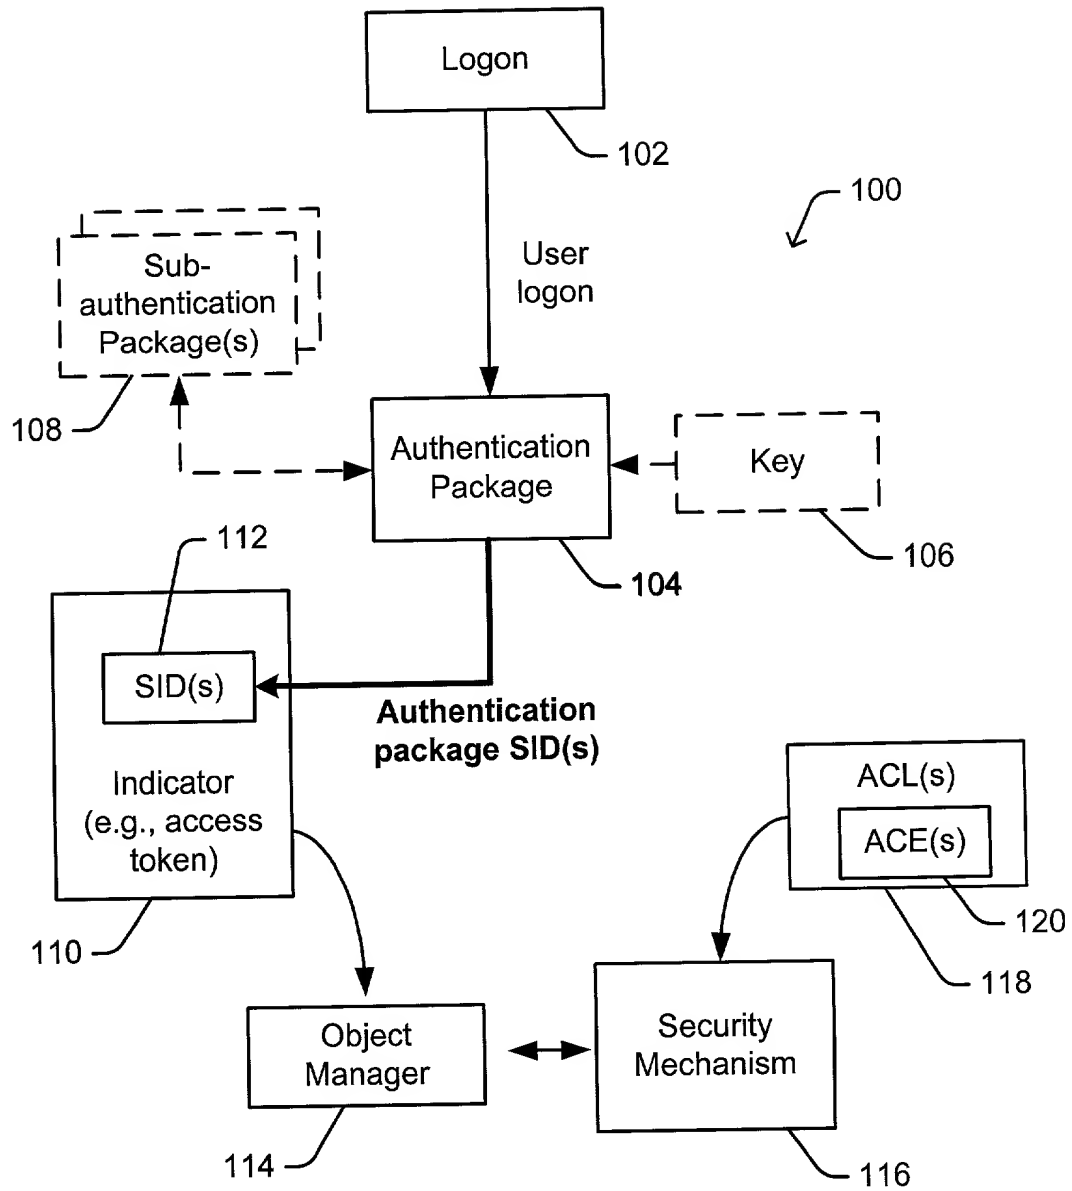 Logon
102
100
User
logon
Sub-
authentication
Package(s)
108
Authentication
Package
Key
106
104
112
SID(s)
Authentication
package SID(s)
Indicator
(e.g., access
token)
110
ACL(s)
ACE(s)
120
118
Object
Manager
114
Security
Mechanism
116